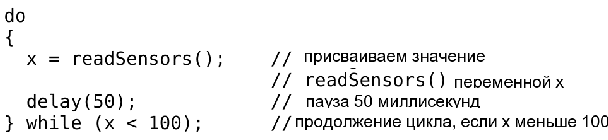 do
{
x = readSensors(); // присваиваем значение
// readSensors() переменной x
delay(50); // пауза 50 миллисекунд
} while (x < 100); // продолжение цикла, если x меньше 100